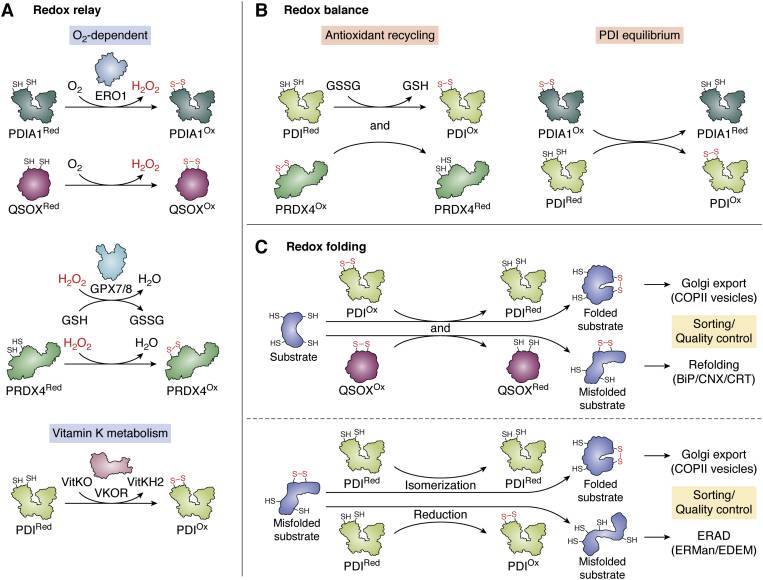 A Redox relay
O₂-dependent
SH SH
O₂ H₂O₂
ERO1
S–S
PDIA1ᴿᵉᵈ
PDIA1ᴼˣ
SH SH
O₂ H₂O₂
S–S
QSOXᴿᵉᵈ
QSOXᴼˣ
H₂O₂ H₂O
GPX7/8
GSH GSSG
HS
SH
H₂O₂ H₂O
S–S
PRDX4ᴿᵉᵈ
PRDX4ᴼˣ
Vitamin K metabolism
SH SH
VitKO VitKH2
VKOR
S–S
PDIᴿᵉᵈ
PDIᴼˣ
B Redox balance
Antioxidant recycling
SH SH
GSSG GSH
S–S
PDIᴿᵉᵈ
PDIᴼˣ
and
S–S
HS
SH
PRDX4ᴼˣ
PRDX4ᴿᵉᵈ
PDI equilibrium
S–S
SH SH
PDIA1ᴼˣ
PDIA1ᴿᵉᵈ
SH SH
S–S
PDIᴿᵉᵈ
PDIᴼˣ
C Redox folding
S–S
SH SH
HS
HS
S
S
PDIᴼˣ
PDIᴿᵉᵈ
Folded
substrate
Golgi export
(COPII vesicles)
HS SH
HS SH
Substrate
and
Sorting/
Quality control
S–S
SH SH
S–S
HS
SH
QSOXᴼˣ
QSOXᴿᵉᵈ
Misfolded
substrate
Refolding
(BiP/CNX/CRT)
SH SH
SH SH
HS
HS
S
S
PDIᴿᵉᵈ
Isomerization
PDIᴿᵉᵈ
Folded
substrate
Golgi export
(COPII vesicles)
S–S
HS
SH
Misfolded
substrate
Reduction
Sorting/
Quality control
SH SH
S–S
HS
SH
SH
SH
PDIᴿᵉᵈ
PDIᴼˣ
Misfolded
substrate
ERAD
(ERMan/EDEM)